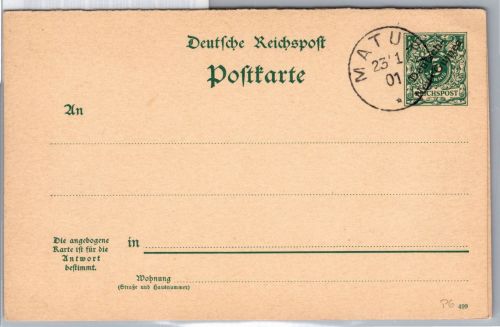 Deutsche Reichspost
Postkarte
MATU
23/1
01
*
REICHSPOST
An
Die angebogene
Karte ist für die
Antwort
bestimmt.
in
Wohnung
(Straße und Hausnummer)
P6 499